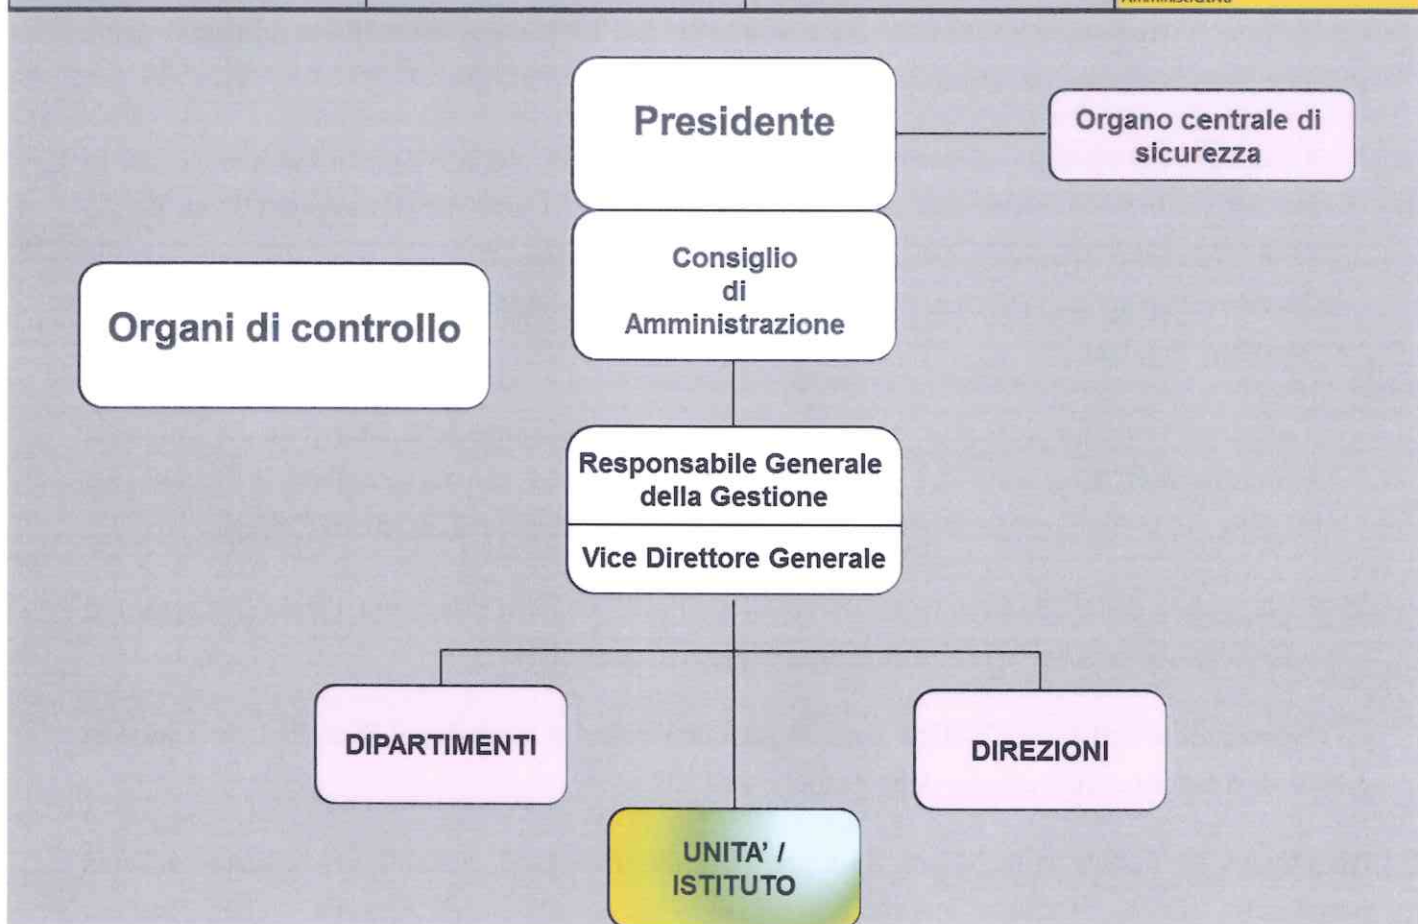 Presidente
Organo centrale di
sicurezza
Consiglio
di
Amministrazione
Organi di controllo
Responsabile Generale
della Gestione
Vice Direttore Generale
DIPARTIMENTI
DIREZIONI
UNITA' /
ISTITUTO